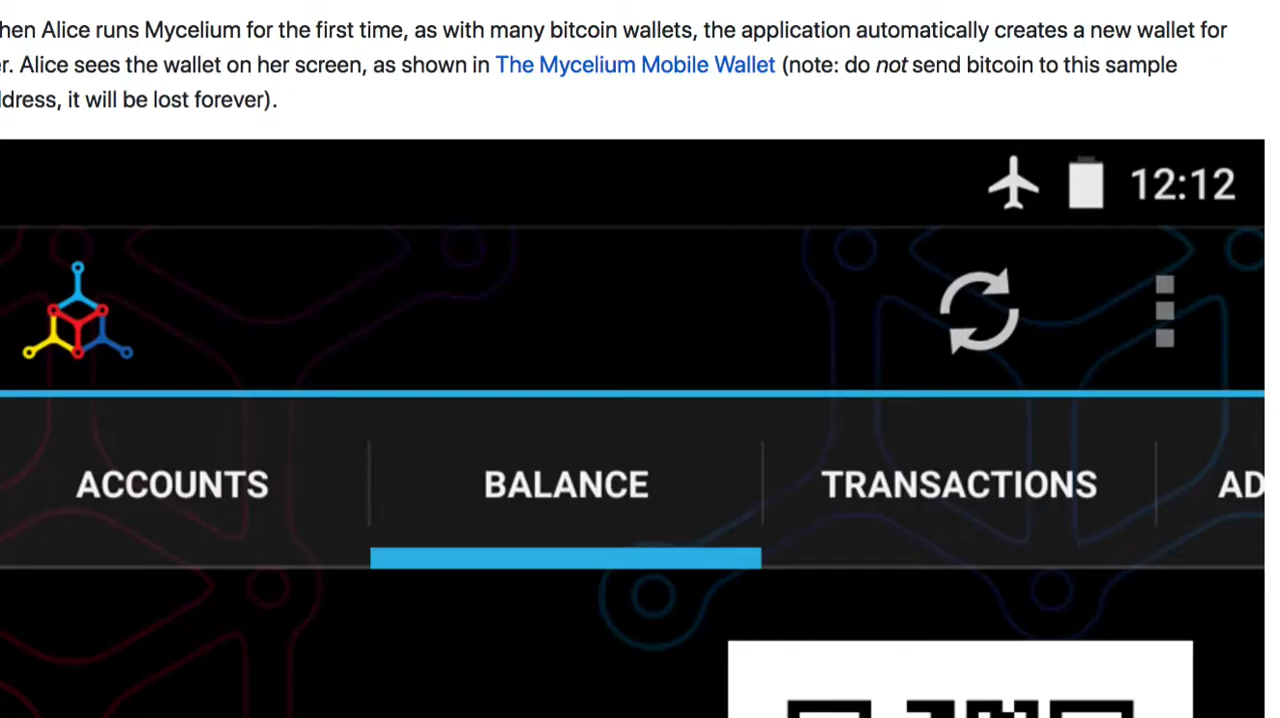 hen Alice runs Mycelium for the first time, as with many bitcoin wallets, the application automatically creates a new wallet for
r. Alice sees the wallet on her screen, as shown in The Mycelium Mobile Wallet (note: do not send bitcoin to this sample
ddress, it will be lost forever).
12:12
ACCOUNTS BALANCE TRANSACTIONS AD